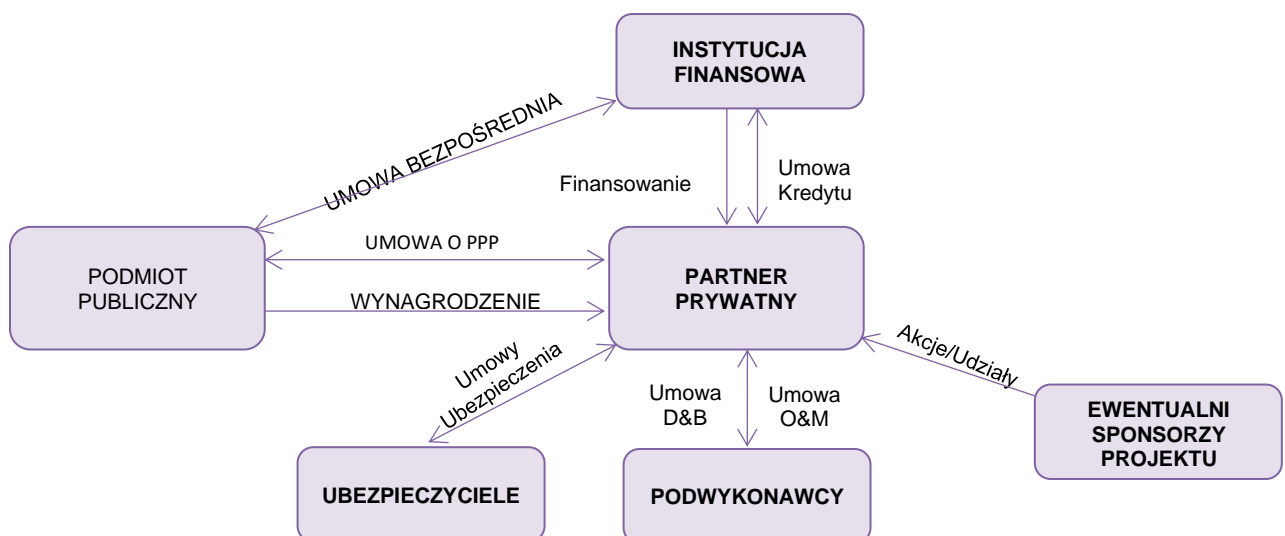 INSTYTUCJA
FINANSOWA
UMOWA BEZPOŚREDNIA
Finansowanie
Umowa
Kredytu
PODMIOT
PUBLICZNY
UMOWA O PPP
WYNAGRODZENIE
PARTNER
PRYWATNY
Umowy
Ubezpieczenia
Umowa
D&B
Umowa
O&M
Akcje/Udziały
EWENTUALNI
SPONSORZY
PROJEKTU
UBEZPIECZYCIELE
PODWYKONAWCY